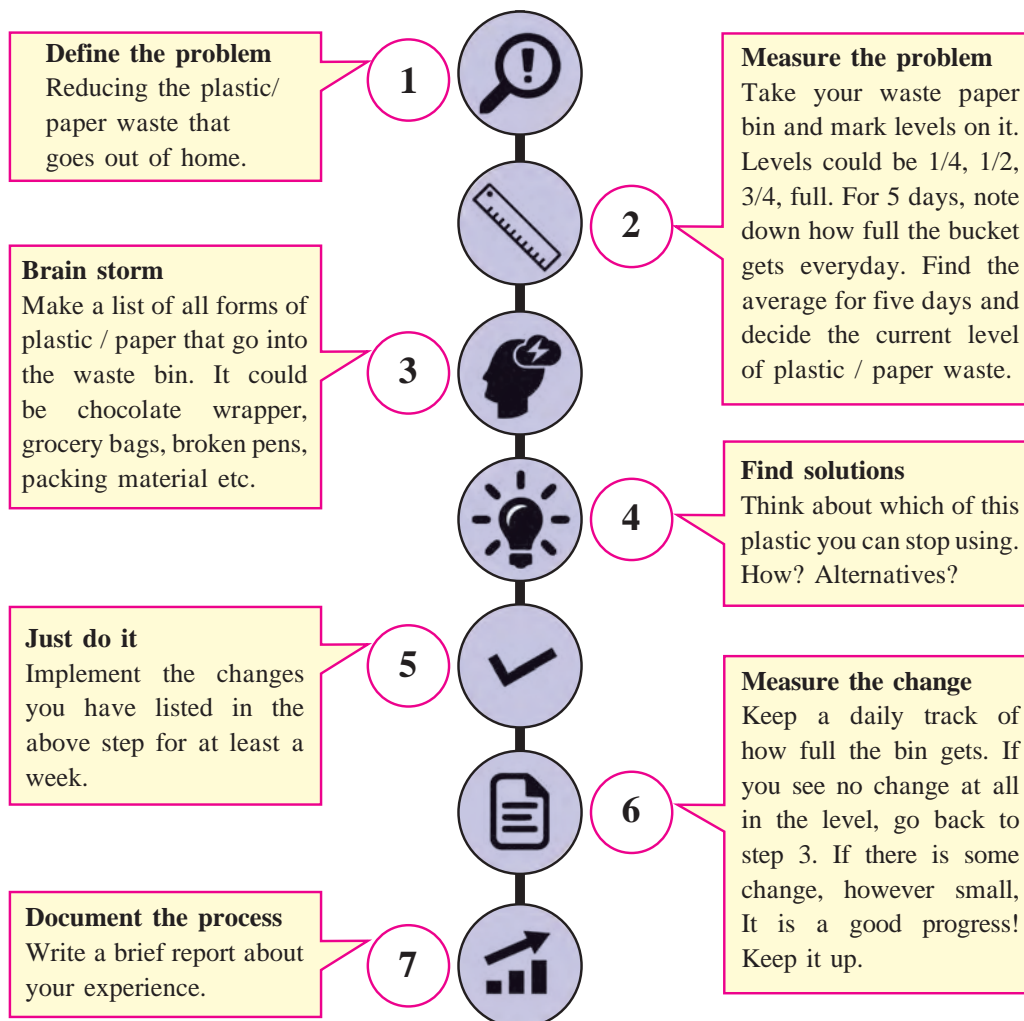 Define the problem
Reducing the plastic/
paper waste that
goes out of home.
1
Measure the problem
Take your waste paper
bin and mark levels on it.
Levels could be 1/4, 1/2,
3/4, full. For 5 days, note
down how full the bucket
gets everyday. Find the
average for five days and
decide the current level
of plastic / paper waste.
2
Brain storm
Make a list of all forms of
plastic / paper that go into
the waste bin. It could
be chocolate wrapper,
grocery bags, broken pens,
packing material etc.
3
Find solutions
Think about which of this
plastic you can stop using.
How? Alternatives?
4
Just do it
Implement the changes
you have listed in the
above step for at least a
week.
5
Measure the change
Keep a daily track of
how full the bin gets. If
you see no change at all
in the level, go back to
step 3. If there is some
change, however small,
It is a good progress!
Keep it up.
6
Document the process
Write a brief report about
your experience.
7